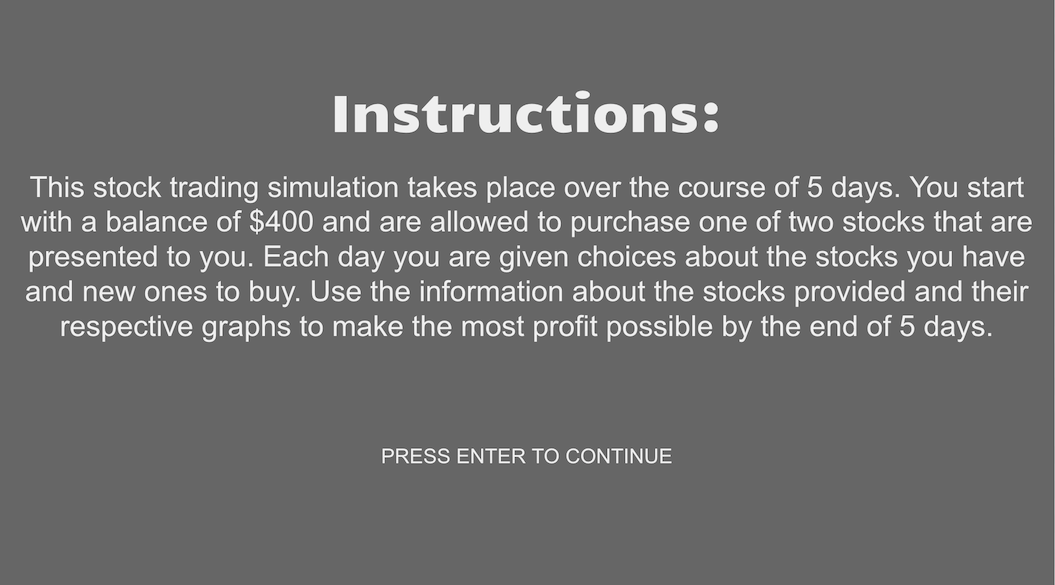 Instructions:
This stock trading simulation takes place over the course of 5 days. You start
with a balance of $400 and are allowed to purchase one of two stocks that are
presented to you. Each day you are given choices about the stocks you have
and new ones to buy. Use the information about the stocks provided and their
respective graphs to make the most profit possible by the end of 5 days.
PRESS ENTER TO CONTINUE